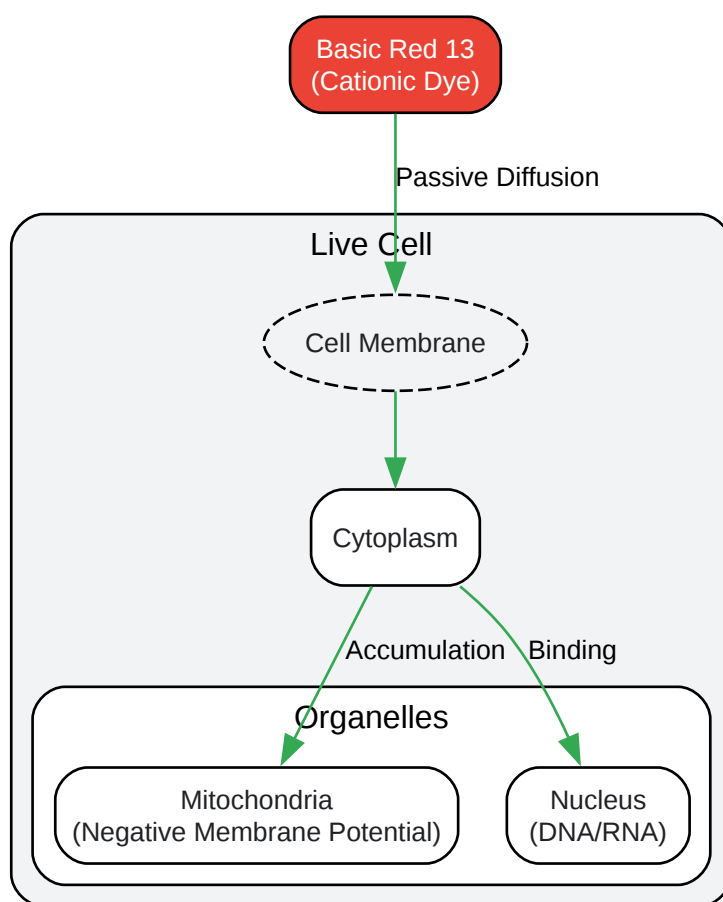 Basic Red 13
(Cationic Dye)
Passive Diffusion
Live Cell
Cell Membrane
Cytoplasm
Accumulation
Binding
Organelles
Mitochondria
(Negative Membrane Potential)
Nucleus
(DNA/RNA)